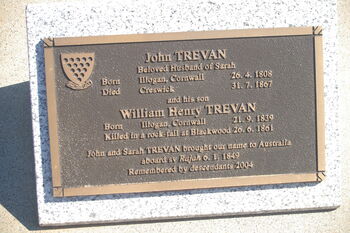 John TREVAN
Beloved Husband of Sarah
Born Illogan, Cornwall 26. 4. 1808
Died Creswick 31. 7. 1867
and his son
William Henry TREVAN
Born Illogan, Cornwall 21. 9. 1839
Killed in a rock-fall at Blackwood 26. 6. 1861
John and Sarah TREVAN brought our name to Australia
aboard sv Rajah 6. 1. 1849
Remembered by descendants 2004